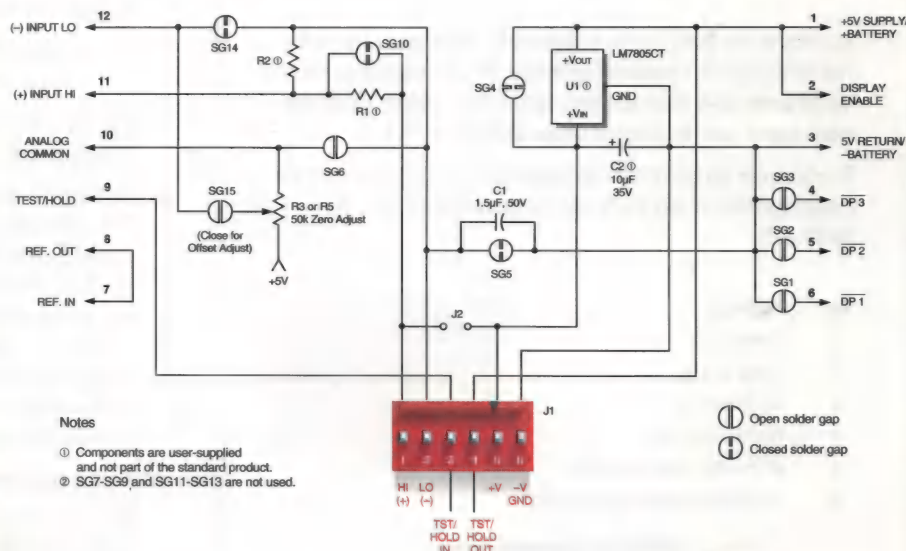 12
(–) INPUT LO
SG14
R2 ①
SG10
11
(+) INPUT HI
R1 ①
10
ANALOG
COMMON
SG6
9
TEST/HOLD
SG15
(Close for
Offset Adjust)
R3 or R5
50k Zero Adjust
+5V
8
REF. OUT
7
REF. IN
C1
1.5µF, 50V
SG5
J2
+VOUT
LM7805CT
U1 ①
GND
+VIN
SG4
+
C2 ①
10µF
35V
1
+5V SUPPLY/
+BATTERY
2
DISPLAY
ENABLE
3
5V RETURN/
–BATTERY
SG3
4
DP 3
SG2
5
DP 2
SG1
6
DP 1
J1
1 2 3 4 5 6
HI
(+)
LO
(–)
+V
–V
GND
TST/
HOLD
IN
TST/
HOLD
OUT
Open solder gap
Closed solder gap
Notes
① Components are user-supplied
and not part of the standard product.
② SG7-SG9 and SG11-SG13 are not used.